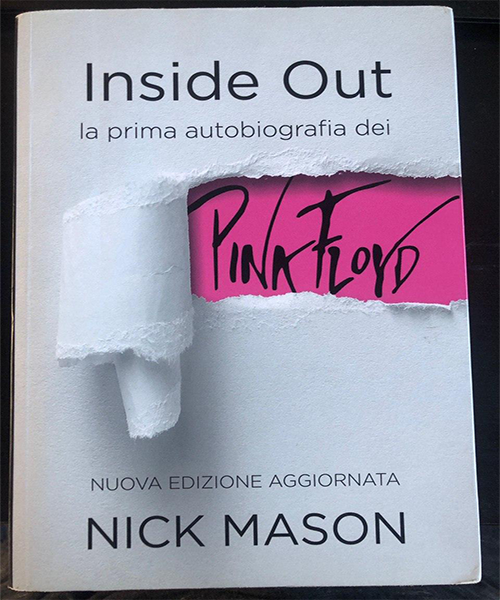 Inside Out
la prima autobiografia dei
PINK FLOYD
NUOVA EDIZIONE AGGIORNATA
NICK MASON